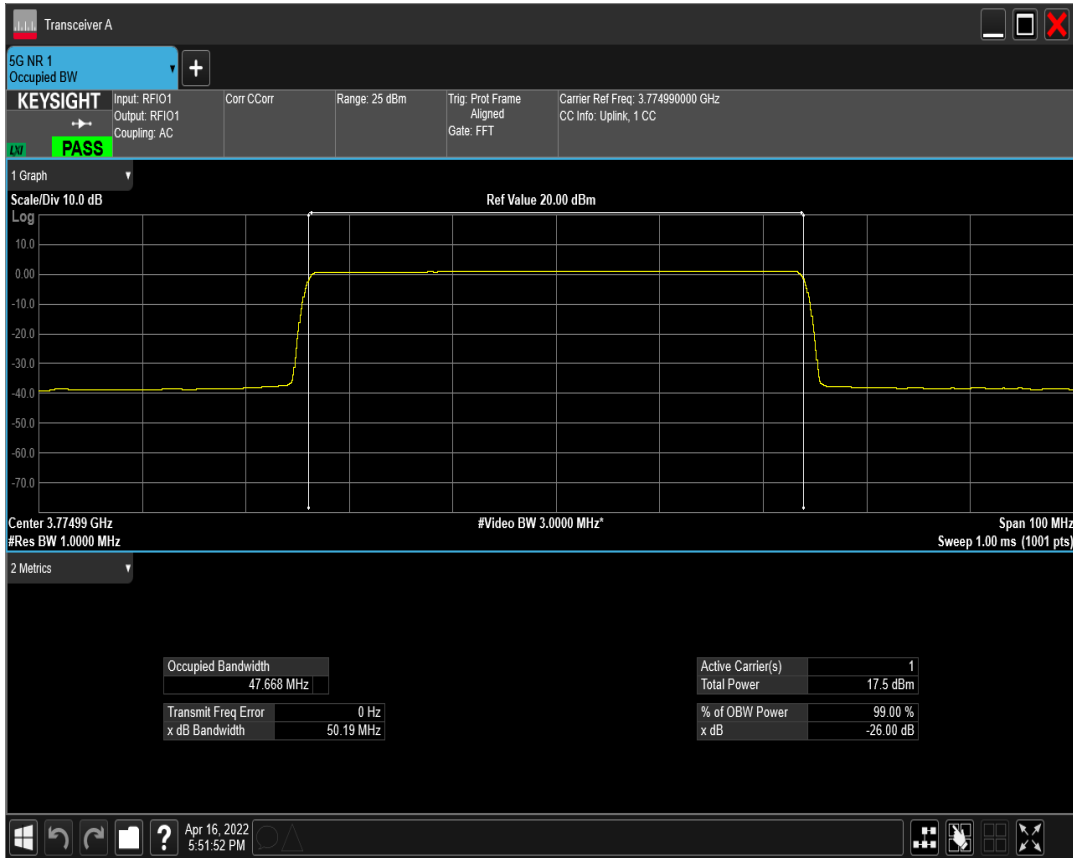 Transceiver A
5G NR 1
Occupied BW
+
KEYSIGHT
LXI
PASS
Input: RFIO1
Output: RFIO1
Coupling: AC
Corr CCorr
Range: 25 dBm
Trig: Prot Frame
Aligned
Gate: FFT
Carrier Ref Freq: 3.774990000 GHz
CC Info: Uplink, 1 CC
1 Graph
Scale/Div 10.0 dB
Ref Value 20.00 dBm
Log
10.0
0.00
-10.0
-20.0
-30.0
-40.0
-50.0
-60.0
-70.0
Center 3.77499 GHz
#Video BW 3.0000 MHz*
Span 100 MHz
#Res BW 1.0000 MHz
Sweep 1.00 ms (1001 pts)
2 Metrics
Occupied Bandwidth
47.668 MHz
Transmit Freq Error 0 Hz
x dB Bandwidth 50.19 MHz
Active Carrier(s) 1
Total Power 17.5 dBm
% of OBW Power 99.00 %
x dB -26.00 dB
?
Apr 16, 2022
5:51:52 PM